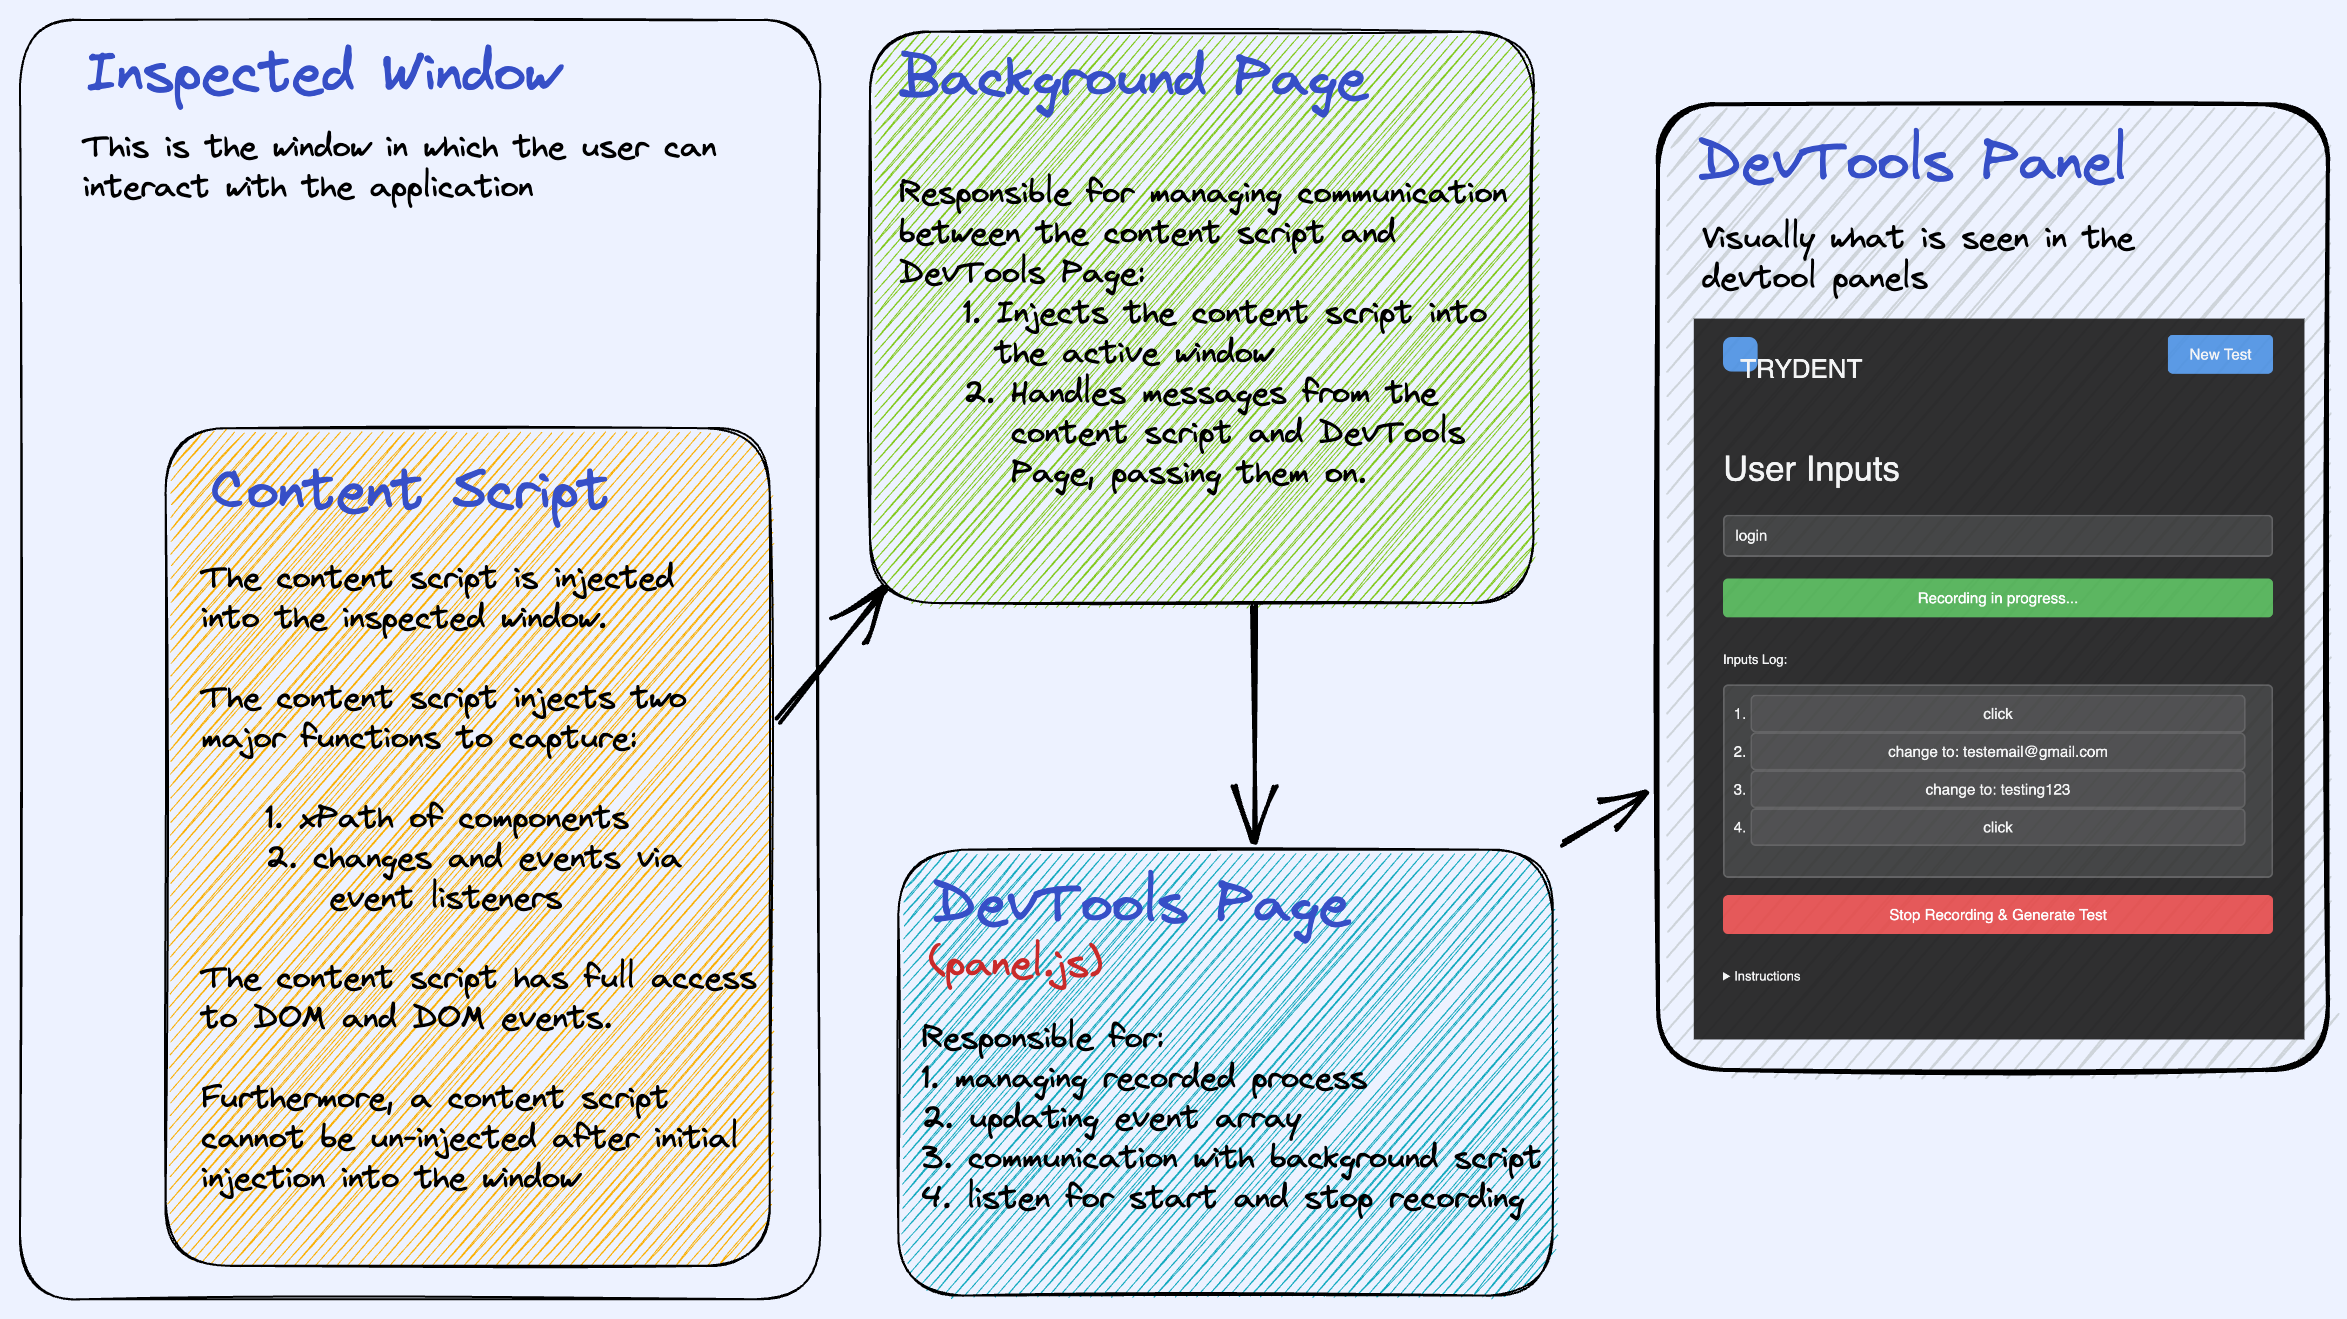 Inspected Window
This is the window in which the user can
interact with the application
Content Script
The content script is injected
into the inspected window.
The content script injects two
major functions to capture:
1. xPath of components
2. changes and events via
event listeners
The content script has full access
to DOM and DOM events.
Furthermore, a content script
cannot be un-injected after initial
injection into the window
Background Page
Responsible for managing communication
between the content script and
DevTools Page:
1. Injects the content script into
the active window
2. Handles messages from the
content script and DevTools
Page, passing them on.
DevTools Page
(panel.js)
Responsible for:
1. managing recorded process
2. updating event array
3. communication with background script
4. listen for start and stop recording
DevTools Panel
Visually what is seen in the
devtool panels
TRYDENT
New Test
User Inputs
login
Recording in progress...
Inputs Log:
1. click
2. change to: testemail@gmail.com
3. change to: testing123
4. click
Stop Recording & Generate Test
Instructions